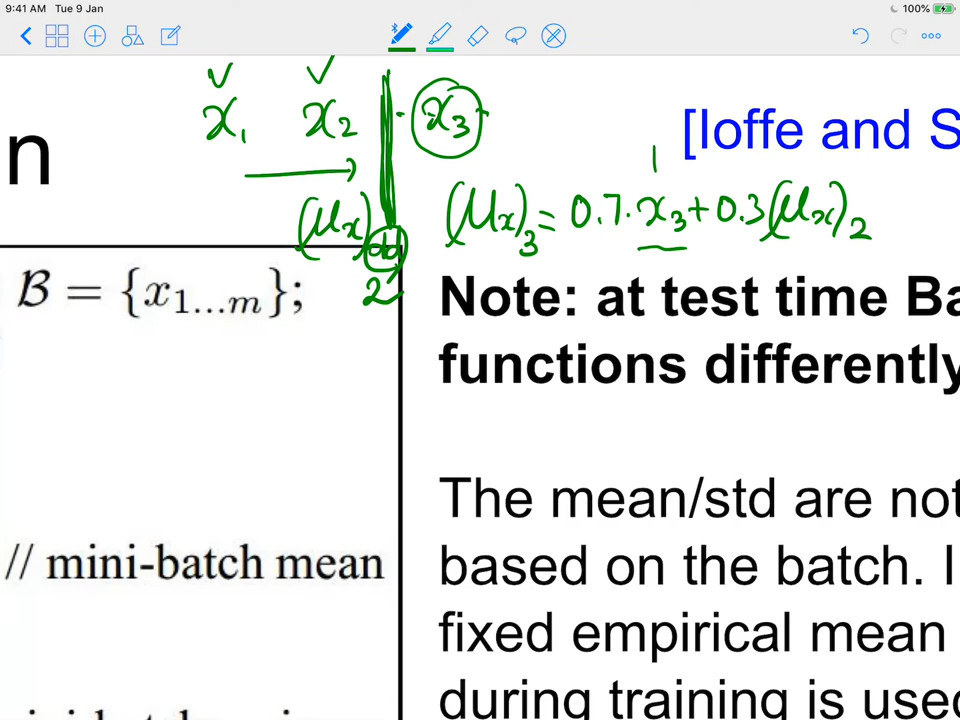 9:41 AM Tue 9 Jan 100%
x₁ x₂ x₃
n
[Ioffe and S
(μₓ)₂ (μₓ)₃ = 0.7·x₃ + 0.3(μₓ)₂
B = {x₁...ₘ};
Note: at test time Ba
functions differently
The mean/std are not
// mini-batch mean
based on the batch. I
fixed empirical mean
during training is used